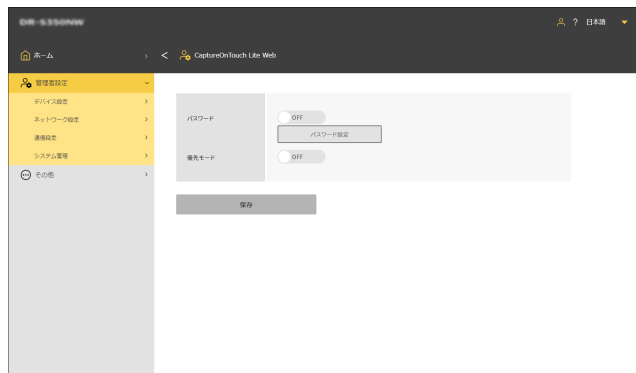 DR-S350NW
? 日本語
ホーム
< CaptureOnTouch Lite Web
管理者設定
デバイス設定
ネットワーク設定
通信設定
システム管理
その他
パスワード
OFF
パスワード設定
優先モード
OFF
保存